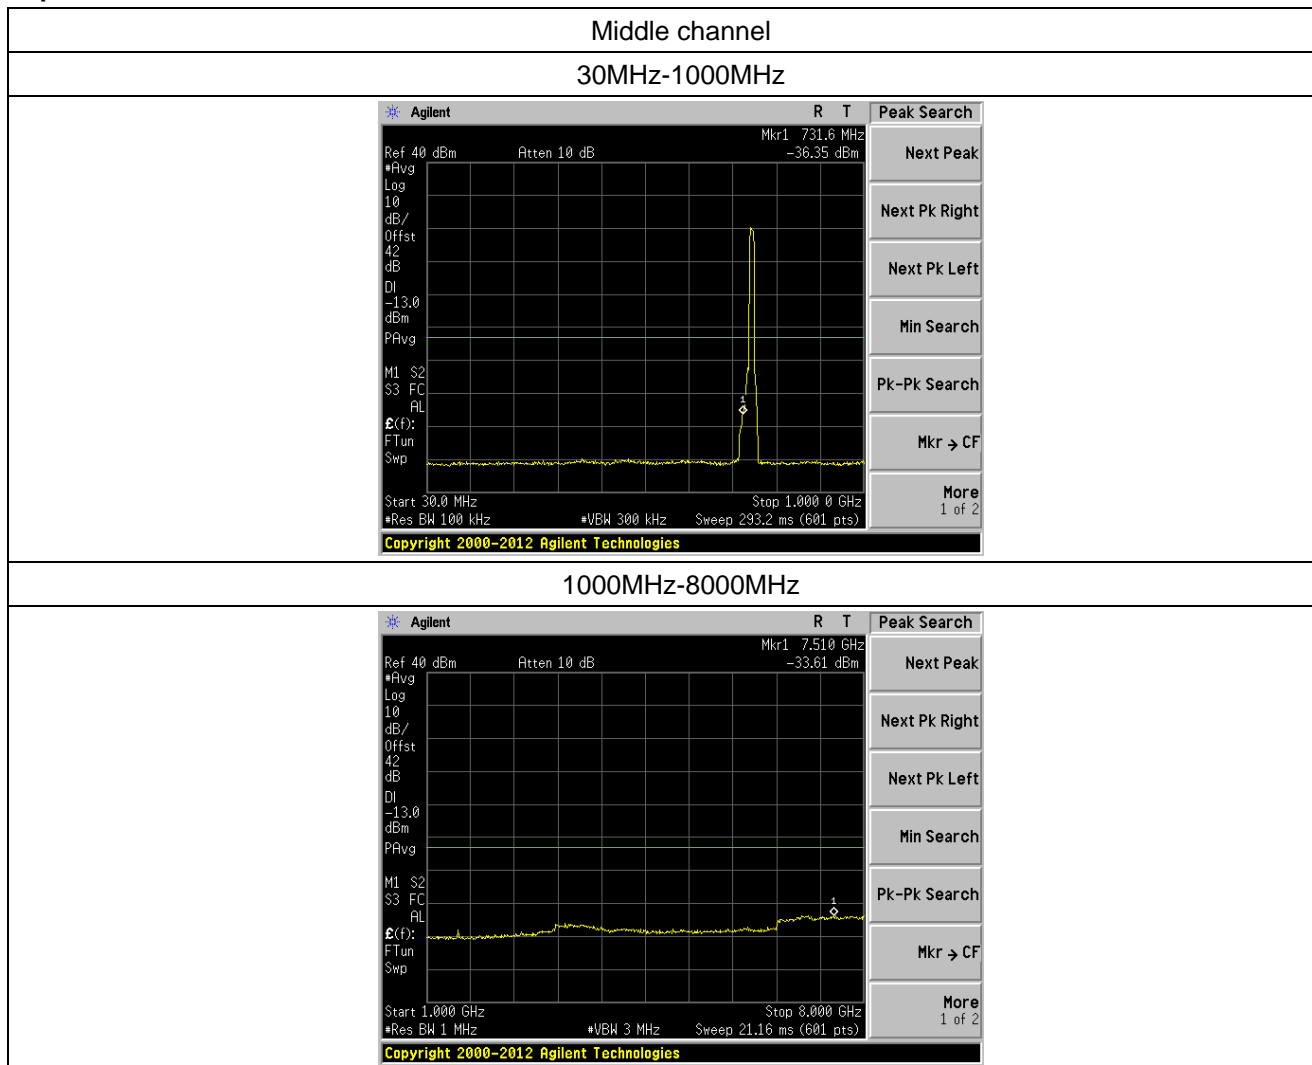 Middle channel
30MHz-1000MHz
Agilent R T Peak Search
Mkr1 731.6 MHz
Ref 40 dBm Atten 10 dB -36.35 dBm
#Avg
Log
10
dB/
Offst
42
dB
DI
-13.0
dBm
PAvg
M1 S2
S3 FC
AL
£(f):
FTun
Swp
1
Start 30.0 MHz Stop 1.000 0 GHz
#Res BW 100 kHz #VBW 300 kHz Sweep 293.2 ms (601 pts)
Copyright 2000-2012 Agilent Technologies
Next Peak
Next Pk Right
Next Pk Left
Min Search
Pk-Pk Search
Mkr → CF
More
1 of 2
1000MHz-8000MHz
Agilent R T Peak Search
Mkr1 7.510 GHz
Ref 40 dBm Atten 10 dB -33.61 dBm
#Avg
Log
10
dB/
Offst
42
dB
DI
-13.0
dBm
PAvg
M1 S2
S3 FC
AL
£(f):
FTun
Swp
1
Start 1.000 GHz Stop 8.000 GHz
#Res BW 1 MHz #VBW 3 MHz Sweep 21.16 ms (601 pts)
Copyright 2000-2012 Agilent Technologies
Next Peak
Next Pk Right
Next Pk Left
Min Search
Pk-Pk Search
Mkr → CF
More
1 of 2